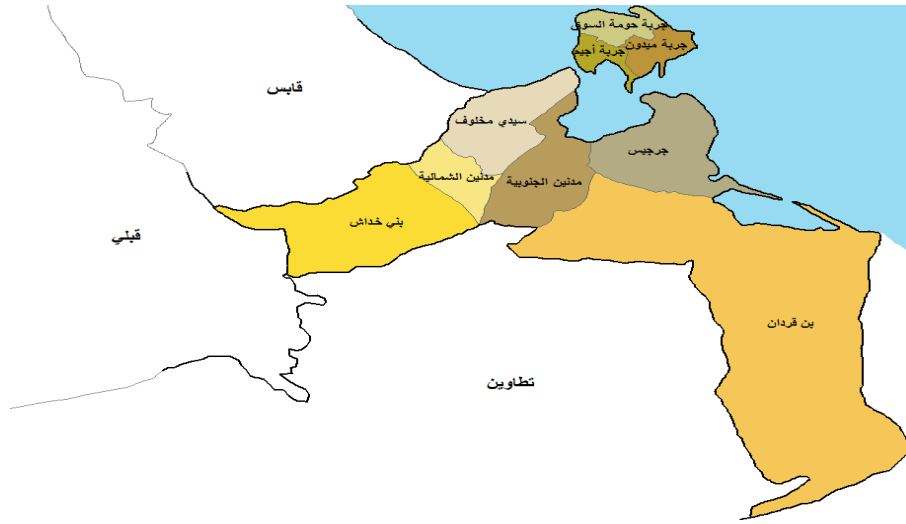 جربة حومة السوق
جربة ميدون
جربة أجيم
قابس
سيدي مخلوف
جرجيس
مدنين الشمالية
مدنين الجنوبية
بني خداش
قبلي
بن قردان
تطاوين